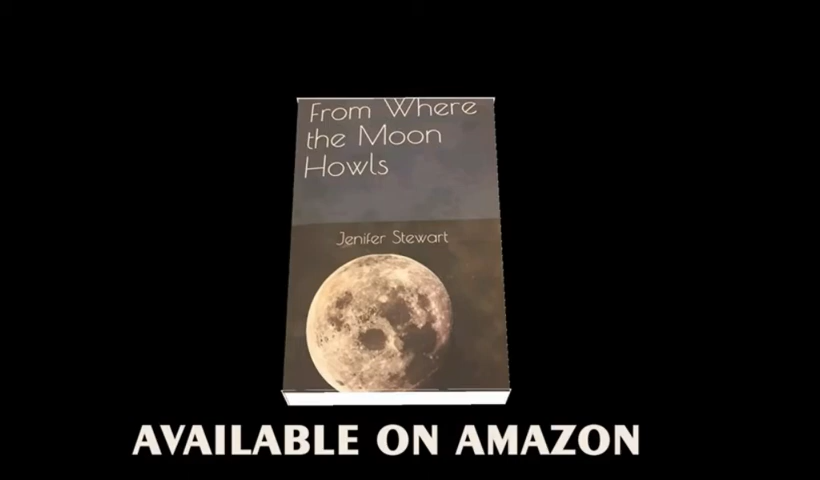 From Where
the Moon
Howls
Jenifer Stewart
AVAILABLE ON AMAZON